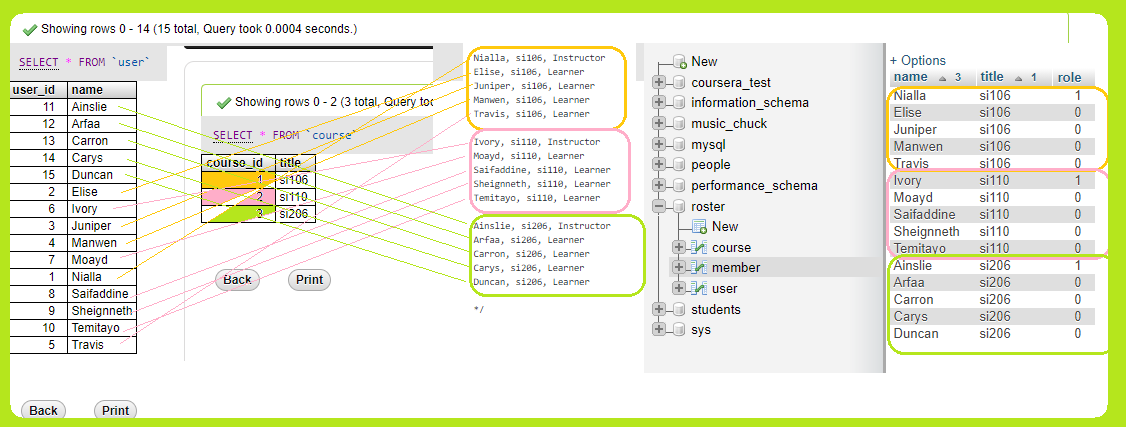 Showing rows 0 - 14 (15 total, Query took 0.0004 seconds.)
SELECT * FROM `user`
user_id name
11 Ainslie
12 Arfaa
13 Carron
14 Carys
15 Duncan
2 Elise
6 Ivory
3 Juniper
4 Manwen
7 Moayd
1 Nialla
8 Saifaddine
9 Sheignneth
10 Temitayo
5 Travis
Back Print
Showing rows 0 - 2 (3 total, Query too
SELECT * FROM `course`
course_id title
1 si106
2 si110
3 si206
Back Print
Nialla, si106, Instructor
Elise, si106, Learner
Juniper, si106, Learner
Manwen, si106, Learner
Travis, si106, Learner
Ivory, si110, Instructor
Moayd, si110, Learner
Saifaddine, si110, Learner
Sheignneth, si110, Learner
Temitayo, si110, Learner
Ainslie, si206, Instructor
Arfaa, si206, Learner
Carron, si206, Learner
Carys, si206, Learner
Duncan, si206, Learner
*/
New
coursera_test
information_schema
music_chuck
mysql
people
performance_schema
roster
New
course
member
user
students
sys
+ Options
name 3 title 1 role
Nialla si106 1
Elise si106 0
Juniper si106 0
Manwen si106 0
Travis si106 0
Ivory si110 1
Moayd si110 0
Saifaddine si110 0
Sheignneth si110 0
Temitayo si110 0
Ainslie si206 1
Arfaa si206 0
Carron si206 0
Carys si206 0
Duncan si206 0